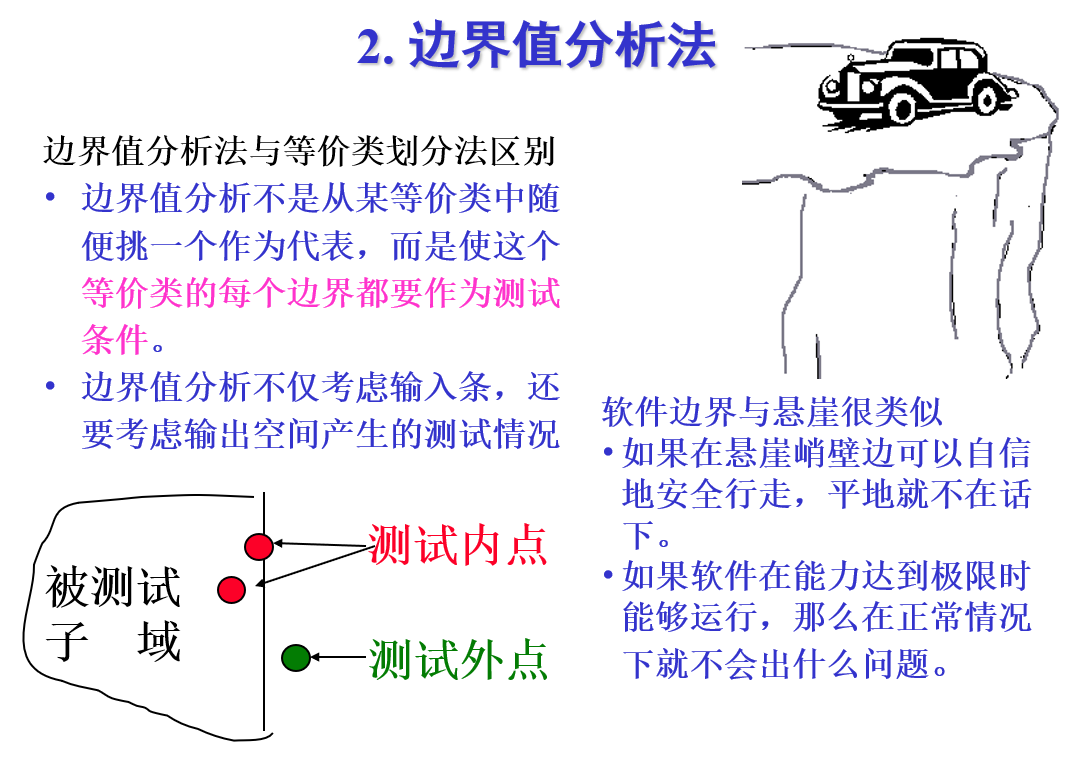 2. 边界值分析法
边界值分析法与等价类划分法区别
• 边界值分析不是从某等价类中随
便挑一个作为代表，而是使这个
等价类的每个边界都要作为测试
条件。
• 边界值分析不仅考虑输入条，还
要考虑输出空间产生的测试情况
软件边界与悬崖很类似
•如果在悬崖峭壁边可以自信
地安全行走，平地就不在话
下。
•如果软件在能力达到极限时
能够运行，那么在正常情况
下就不会出什么问题。
被测试
子 域
测试内点
测试外点